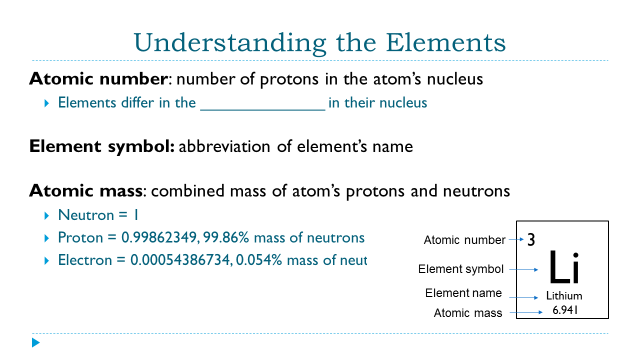 Understanding the Elements
Atomic number: number of protons in the atom's nucleus
Elements differ in the ________________ in their nucleus
Element symbol: abbreviation of element's name
Atomic mass: combined mass of atom's protons and neutrons
Neutron = 1
Proton = 0.99862349, 99.86% mass of neutrons
Electron = 0.00054386734, 0.054% mass of neut
Atomic number
3
Element symbol
Li
Element name
Lithium
Atomic mass
6.941